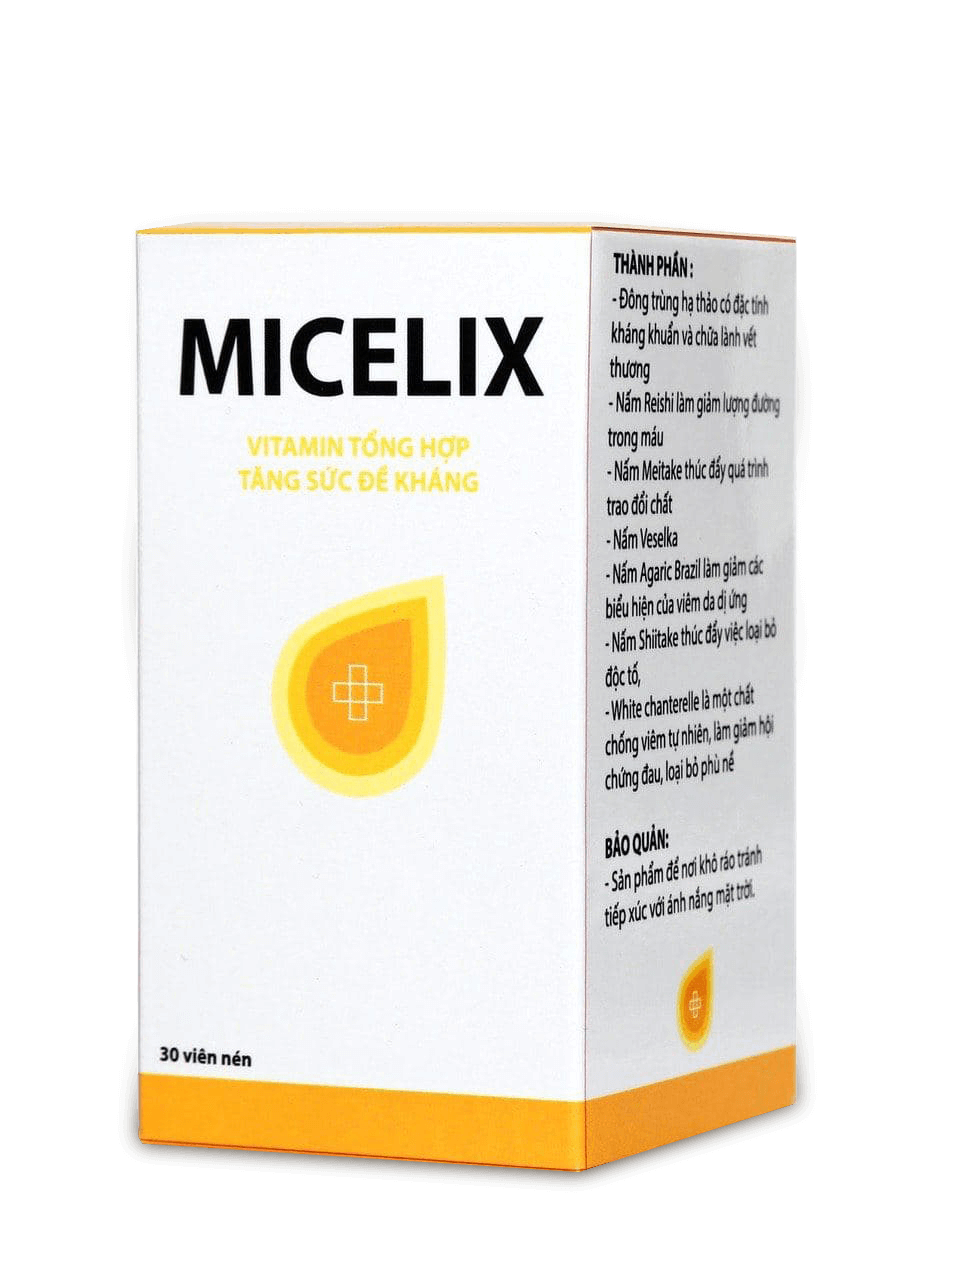 MICELIX
VITAMIN TỔNG HỢP
TĂNG SỨC ĐỀ KHÁNG
30 viên nén
THÀNH PHẦN :
- Đông trùng hạ thảo có đặc tính
kháng khuẩn và chữa lành vết
thương
- Nấm Reishi làm giảm lượng đường
trong máu
- Nấm Meitake thúc đẩy quá trình
trao đổi chất
- Nấm Veselka
- Nấm Agaric Brazil làm giảm các
biểu hiện của viêm da dị ứng
- Nấm Shiitake thúc đẩy việc loại bỏ
độc tố,
- White chanterelle là một chất
chống viêm tự nhiên, làm giảm hội
chứng đau, loại bỏ phù nề
BẢO QUẢN:
- Sản phẩm để nơi khô ráo tránh
tiếp xúc với ánh nắng mặt trời.